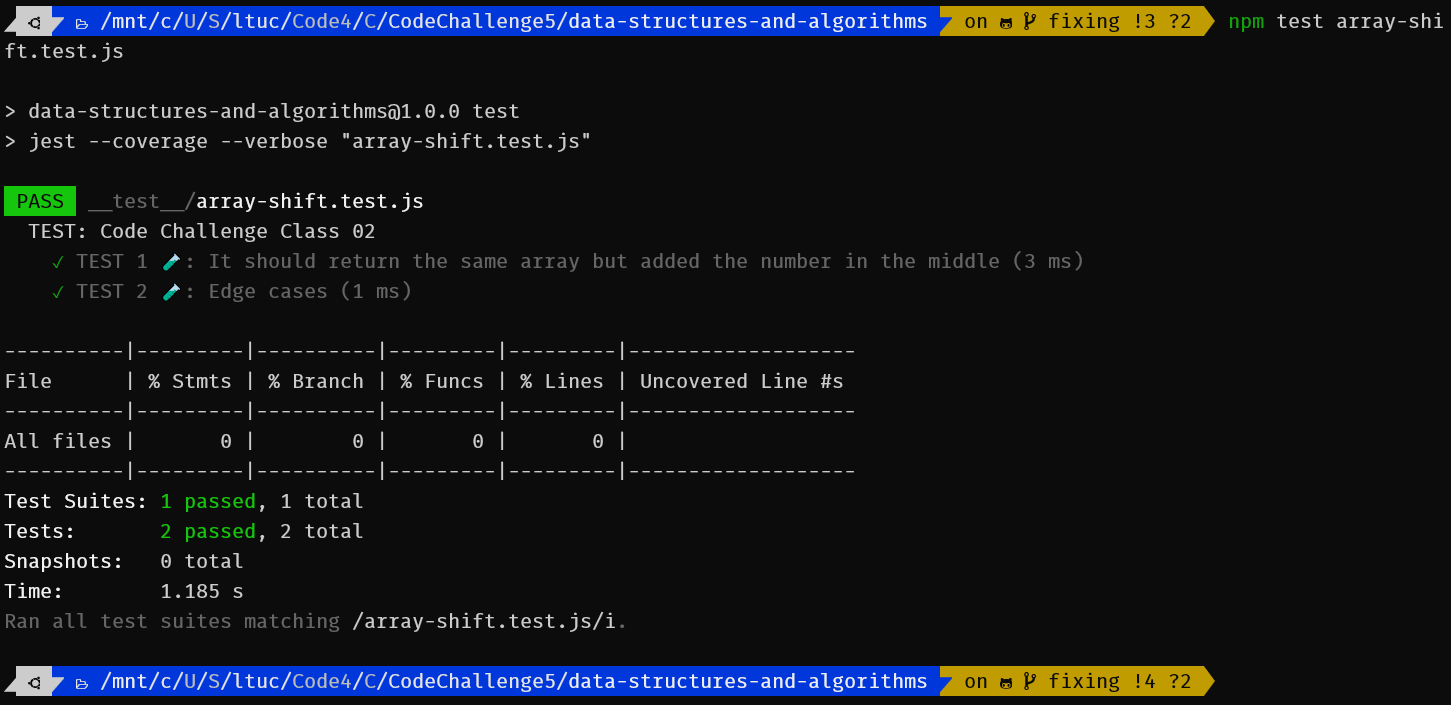 /mnt/c/U/S/ltuc/Code4/C/CodeChallenge5/data-structures-and-algorithms on fixing !3 ?2 npm test array-shi
ft.test.js
> data-structures-and-algorithms@1.0.0 test
> jest --coverage --verbose "array-shift.test.js"
PASS __test__/array-shift.test.js
TEST: Code Challenge Class 02
✓ TEST 1 🧪: It should return the same array but added the number in the middle (3 ms)
✓ TEST 2 🧪: Edge cases (1 ms)
----------|---------|----------|---------|---------|-------------------
File      | % Stmts | % Branch | % Funcs | % Lines | Uncovered Line #s
----------|---------|----------|---------|---------|-------------------
All files |       0 |        0 |       0 |       0 |
----------|---------|----------|---------|---------|-------------------
Test Suites: 1 passed, 1 total
Tests:       2 passed, 2 total
Snapshots:   0 total
Time:        1.185 s
Ran all test suites matching /array-shift.test.js/i.
/mnt/c/U/S/ltuc/Code4/C/CodeChallenge5/data-structures-and-algorithms on fixing !4 ?2